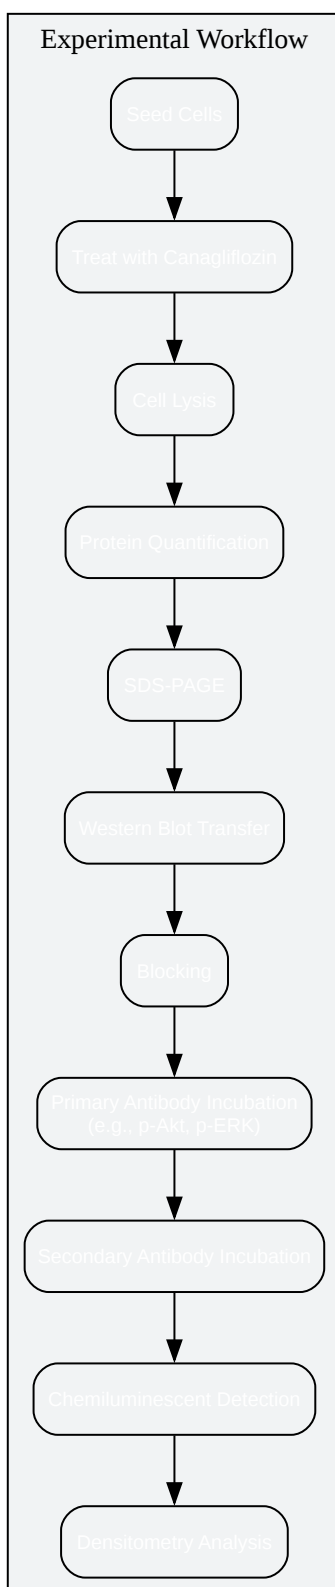 Experimental Workflow
Seed Cells
Treat with Canagliflozin
Cell Lysis
Protein Quantification
SDS-PAGE
Western Blot Transfer
Blocking
Primary Antibody Incubation
(e.g., p-Akt, p-ERK)
Secondary Antibody Incubation
Chemiluminescent Detection
Densitometry Analysis